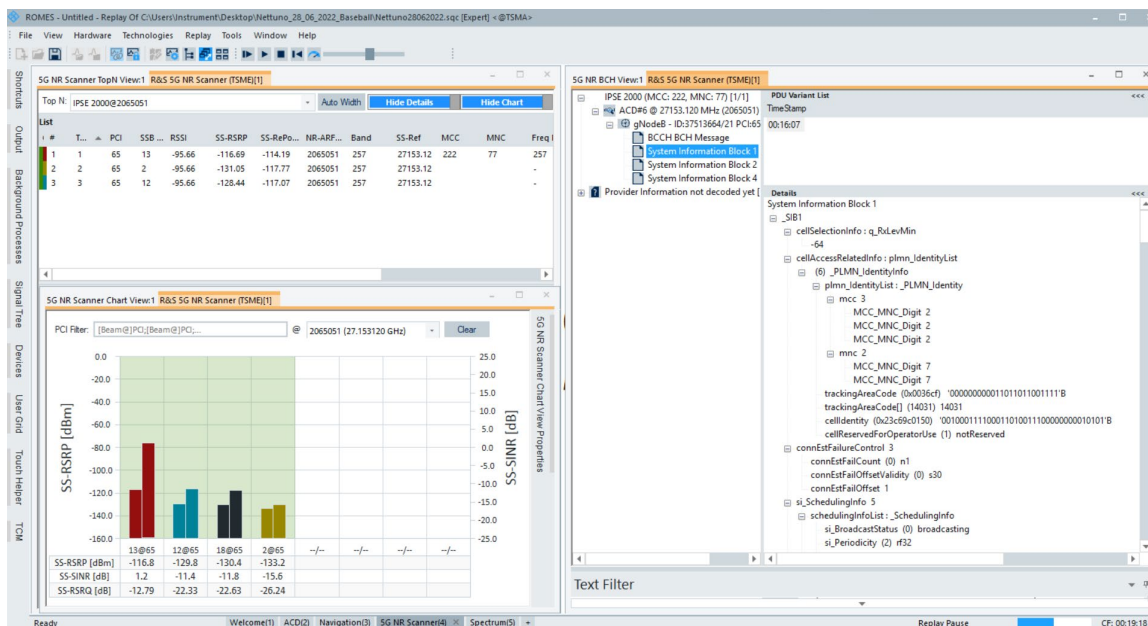 ROMES - Untitled - Replay Of C:\Users\Instrument\Desktop\Nettuno_28_06_2022_Baseball\Nettuno28062022.sqc [Expert] <@TSMA>
File View Hardware Technologies Replay Tools Window Help
Shortcuts
Output
Background Processes
Signal Tree
Devices
User Grid
Touch Helper
TCM
5G NR Scanner TopN View:1 R&S 5G NR Scanner (TSME)[1]
Top N: IPSE 2000@2065051 Auto Width Hide Details Hide Chart
List
# T... PCI SSB ... RSSI SS-RSRP SS-RePo... NR-ARF... Band SS-Ref MCC MNC Freq
1 1 65 13 -95.66 -116.69 -114.19 2065051 257 27153.12 222 77 257
2 2 65 2 -95.66 -131.05 -117.77 2065051 257 27153.12 -
3 3 65 12 -95.66 -128.44 -117.07 2065051 257 27153.12 -
5G NR Scanner Chart View:1 R&S 5G NR Scanner (TSME)[1]
PCI Filter: [Beam@]PCI;[Beam@]PCI;... @ 2065051 (27.153120 GHz) Clear
5G NR Scanner Chart View Properties
SS-RSRP [dBm]
0.0
-20.0
-40.0
-60.0
-80.0
-100.0
-120.0
-140.0
-160.0
25.0
20.0
15.0
10.0
5.0
0.0
-5.0
-10.0
-15.0
-20.0
-25.0
SS-SINR [dB]
13@65 12@65 18@65 2@65 --/-- --/-- --/-- --/--
SS-RSRP [dBm] -116.8 -129.8 -130.4 -133.2
SS-SINR [dB] 1.2 -11.4 -11.8 -15.6
SS-RSRQ [dB] -12.79 -22.33 -22.63 -26.24
5G NR BCH View:1 R&S 5G NR Scanner (TSME)[1]
IPSE 2000 (MCC: 222, MNC: 77) [1/1]
ACD#6 @ 27153.120 MHz (2065051)
gNodeB - ID:37513664/21 PCI:65
BCCH BCH Message
System Information Block 1
System Information Block 2
System Information Block 4
Provider Information not decoded yet [
PDU Variant List <<<
TimeStamp
00:16:07
Details <<<
System Information Block 1
_SIB1
cellSelectionInfo : q_RxLevMin
-64
cellAccessRelatedInfo : plmn_IdentityList
(6) _PLMN_IdentityInfo
plmn_IdentityList : _PLMN_Identity
mcc 3
MCC_MNC_Digit 2
MCC_MNC_Digit 2
MCC_MNC_Digit 2
mnc 2
MCC_MNC_Digit 7
MCC_MNC_Digit 7
trackingAreaCode (0x0036cf) '000000000011011011001111'B
trackingAreaCode[] (14031) 14031
cellIdentity (0x23c69c0150) '001000111100011010011100000000010101'B
cellReservedForOperatorUse (1) notReserved
connEstFailureControl 3
connEstFailCount (0) n1
connEstFailOffsetValidity (0) s30
connEstFailOffset 1
si_SchedulingInfo 5
schedulingInfoList : _SchedulingInfo
si_BroadcastStatus (0) broadcasting
si_Periodicity (2) rf32
Text Filter
Ready Welcome(1) ACD(2) Navigation(3) 5G NR Scanner(4) Spectrum(5) + Replay Pause CF: 00:19:19